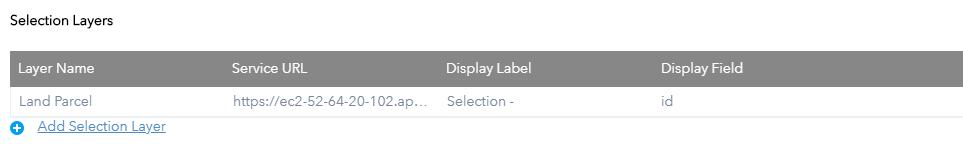 Selection Layers
Layer Name Service URL Display Label Display Field
Land Parcel https://ec2-52-64-20-102.ap... Selection - id
Add Selection Layer